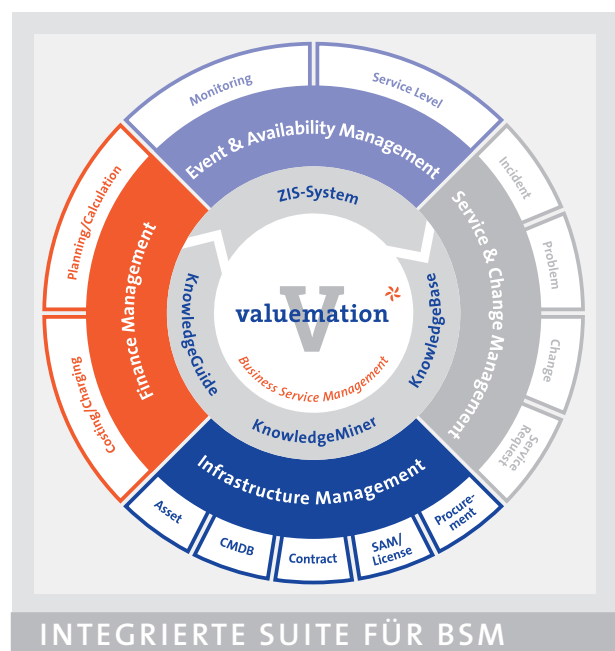 Monitoring
Service Level
Event & Availability Management
Incident
Problem
Change
Service
Request
Service & Change Management
Planning/Calculation
Costing/Charging
Finance Management
ZIS-System
KnowledgeGuide
KnowledgeBase
KnowledgeMiner
V
valuemation
Business Service Management
Infrastructure Management
Asset
CMDB
Contract
SAM/
License
Procure-
ment
INTEGRIERTE SUITE FÜR BSM